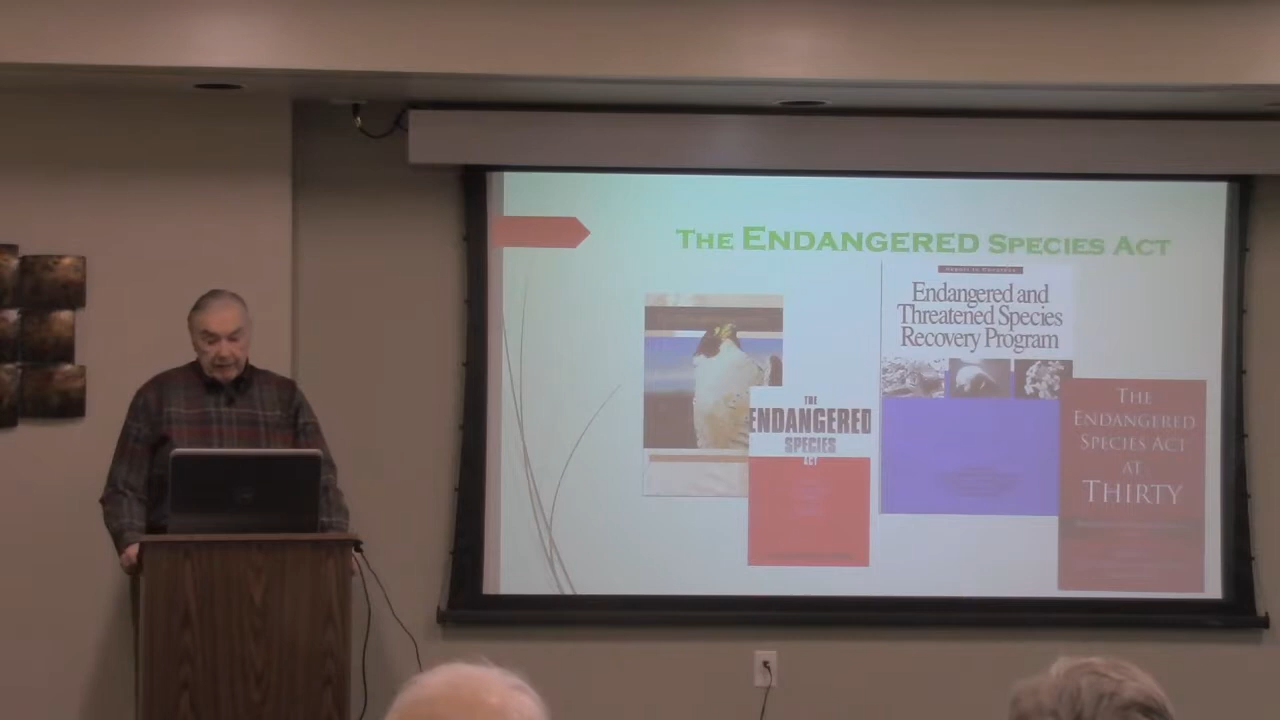 The Endangered Species Act
Report to Congress
Endangered and
Threatened Species
Recovery Program
THE
ENDANGERED
SPECIES
ACT
THE
ENDANGERED
SPECIES ACT
AT
THIRTY